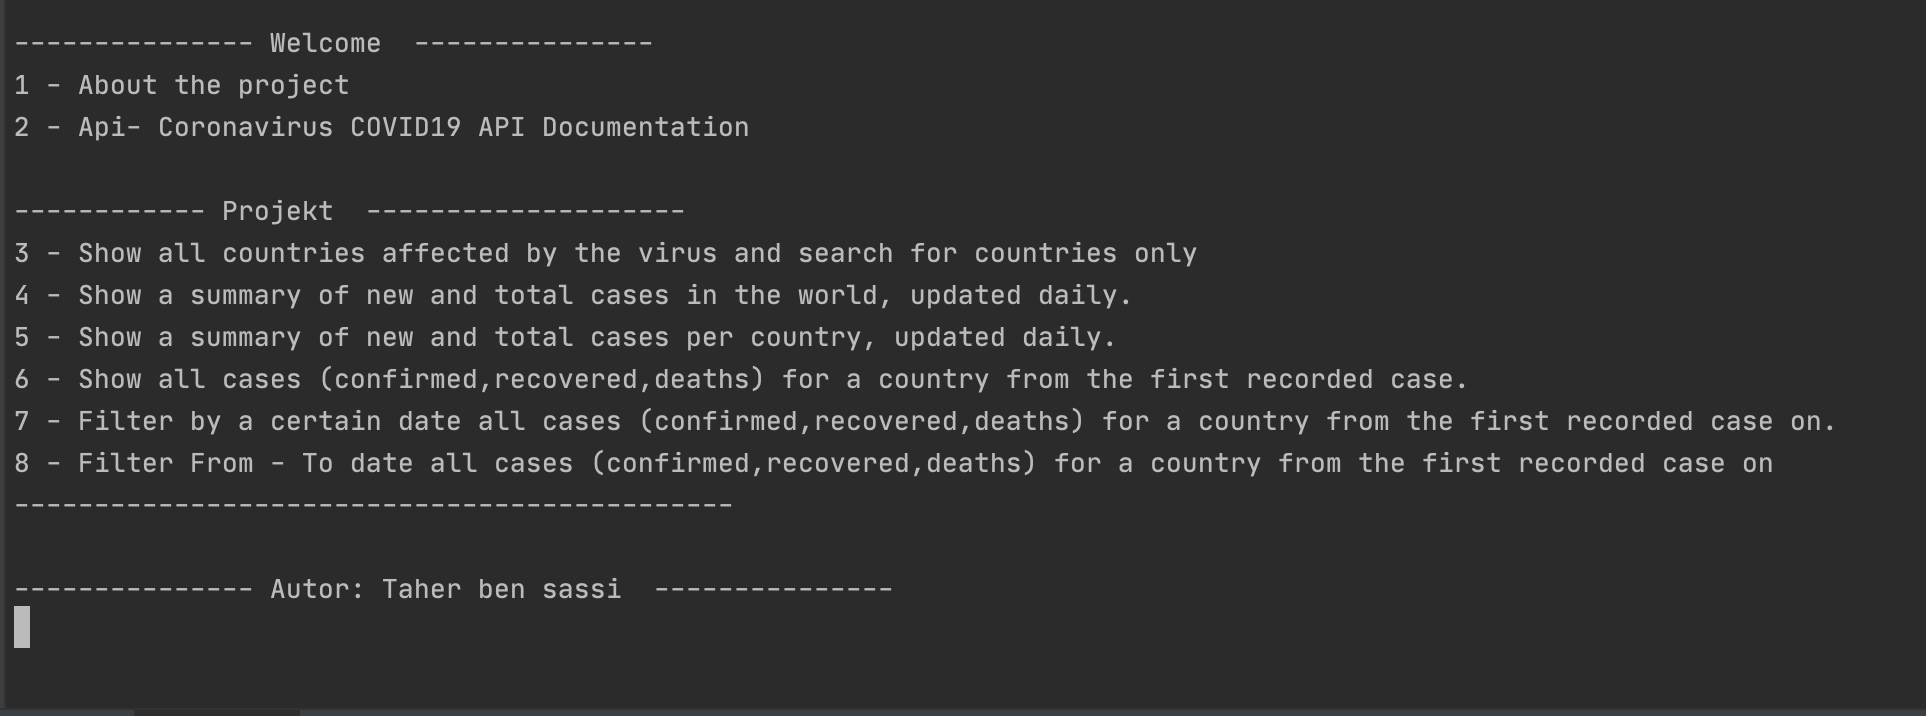 --------------- Welcome  ---------------
1 - About the project
2 - Api- Coronavirus COVID19 API Documentation
------------ Projekt  --------------------
3 - Show all countries affected by the virus and search for countries only
4 - Show a summary of new and total cases in the world, updated daily.
5 - Show a summary of new and total cases per country, updated daily.
6 - Show all cases (confirmed,recovered,deaths) for a country from the first recorded case.
7 - Filter by a certain date all cases (confirmed,recovered,deaths) for a country from the first recorded case on.
8 - Filter From - To date all cases (confirmed,recovered,deaths) for a country from the first recorded case on
---------------------------------------------
--------------- Autor: Taher ben sassi  ---------------